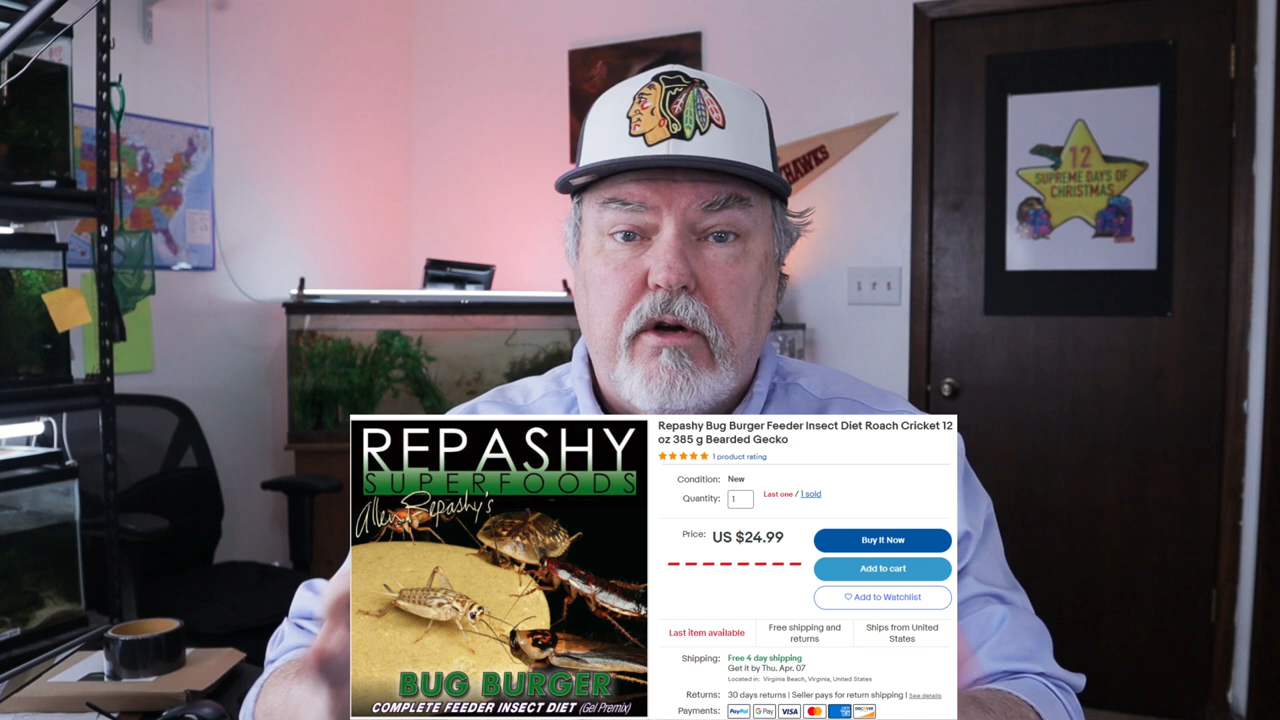 HAWKS
12
SUPREME DAYS OF
CHRISTMAS
REPASHY
SUPERFOODS
Allen Repashy's
BUG BURGER
COMPLETE FEEDER INSECT DIET (Gel Premix)
Repashy Bug Burger Feeder Insect Diet Roach Cricket 12
oz 385 g Bearded Gecko
1 product rating
Condition: New
Quantity: 1 Last one / 1 sold
Price: US $24.99
Buy It Now
Add to cart
Add to Watchlist
Last item available
Free shipping and
returns
Ships from United
States
Shipping: Free 4 day shipping
Get it by Thu, Apr. 07
Located in: Virginia Beach, Virginia, United States
Returns: 30 days returns | Seller pays for return shipping | See details
Payments: PayPal G Pay VISA
DISCOVER